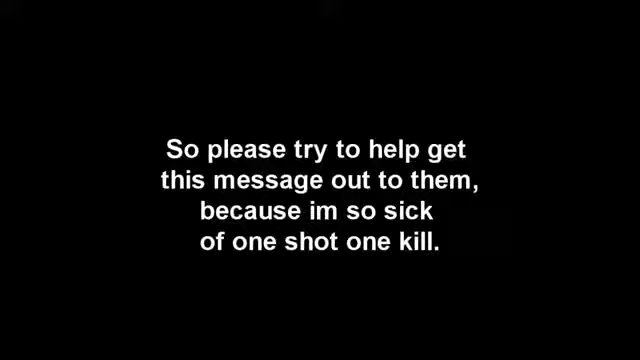 So please try to help get
this message out to them,
because im so sick
of one shot one kill.